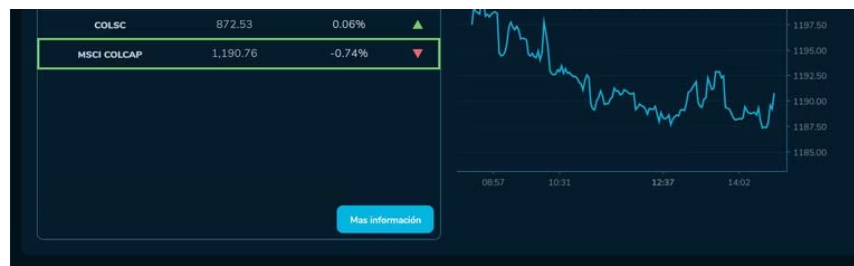 COLSC 872.53 0.06%
MSCI COLCAP 1,190.76 -0.74%
Mas información
1197.50
1195.00
1192.50
1190.00
1187.50
1185.00
08:57 10:31 12:37 14:02